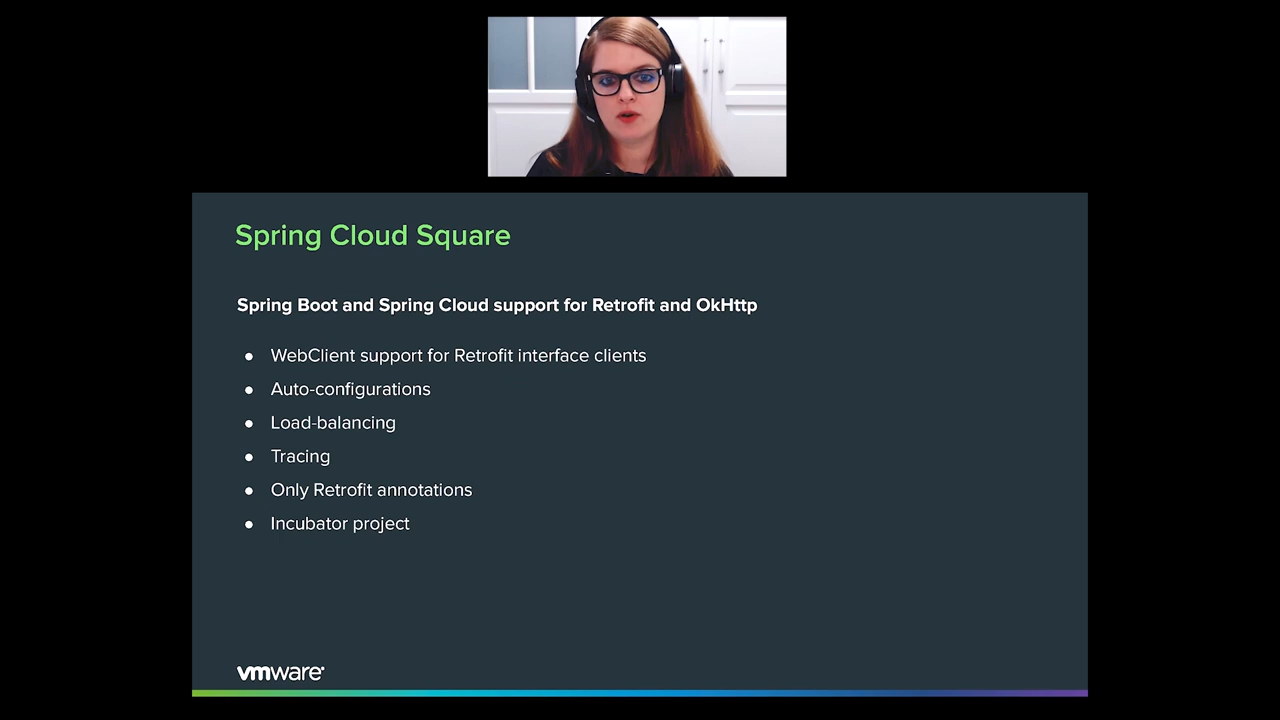 Spring Cloud Square
Spring Boot and Spring Cloud support for Retrofit and OkHttp
● WebClient support for Retrofit interface clients
● Auto-configurations
● Load-balancing
● Tracing
● Only Retrofit annotations
● Incubator project
vmware®